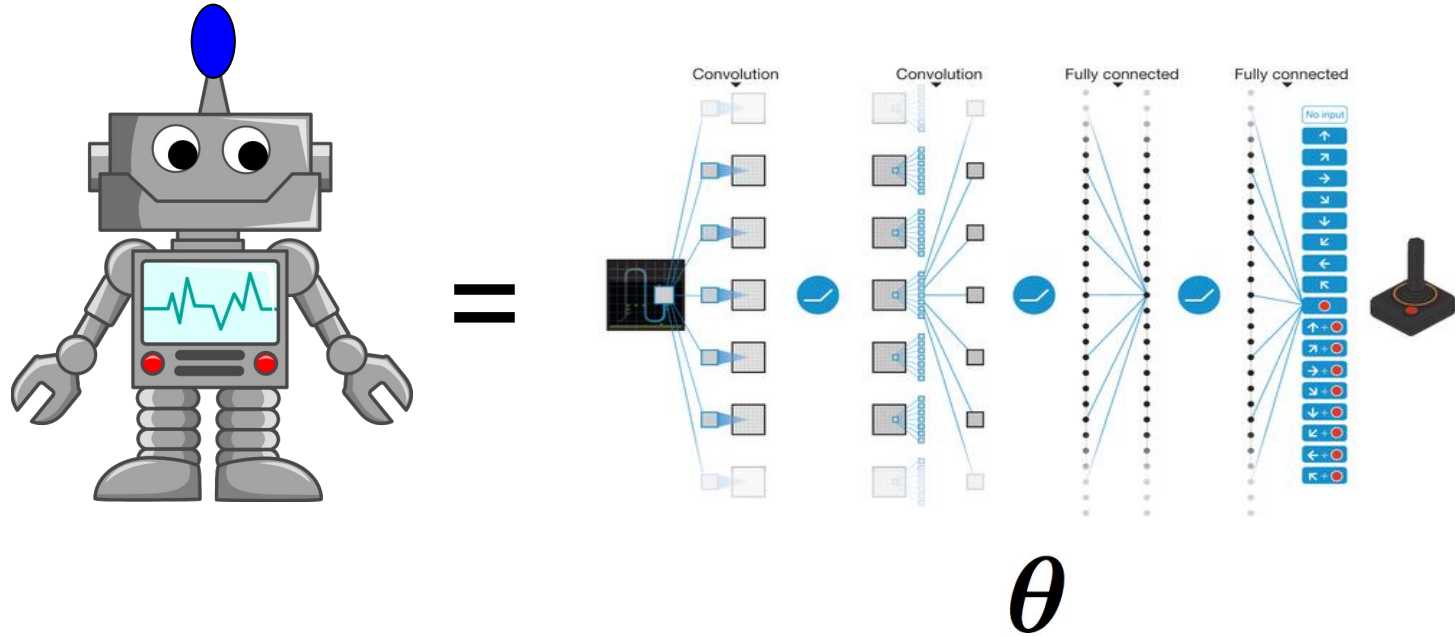 Convolution
Convolution
Fully connected
Fully connected
No input
↑
↗
→
↘
↓
↙
←
↖
↑ +
↗ +
→ +
↘ +
↓ +
↙ +
← +
↖ +
=
θ